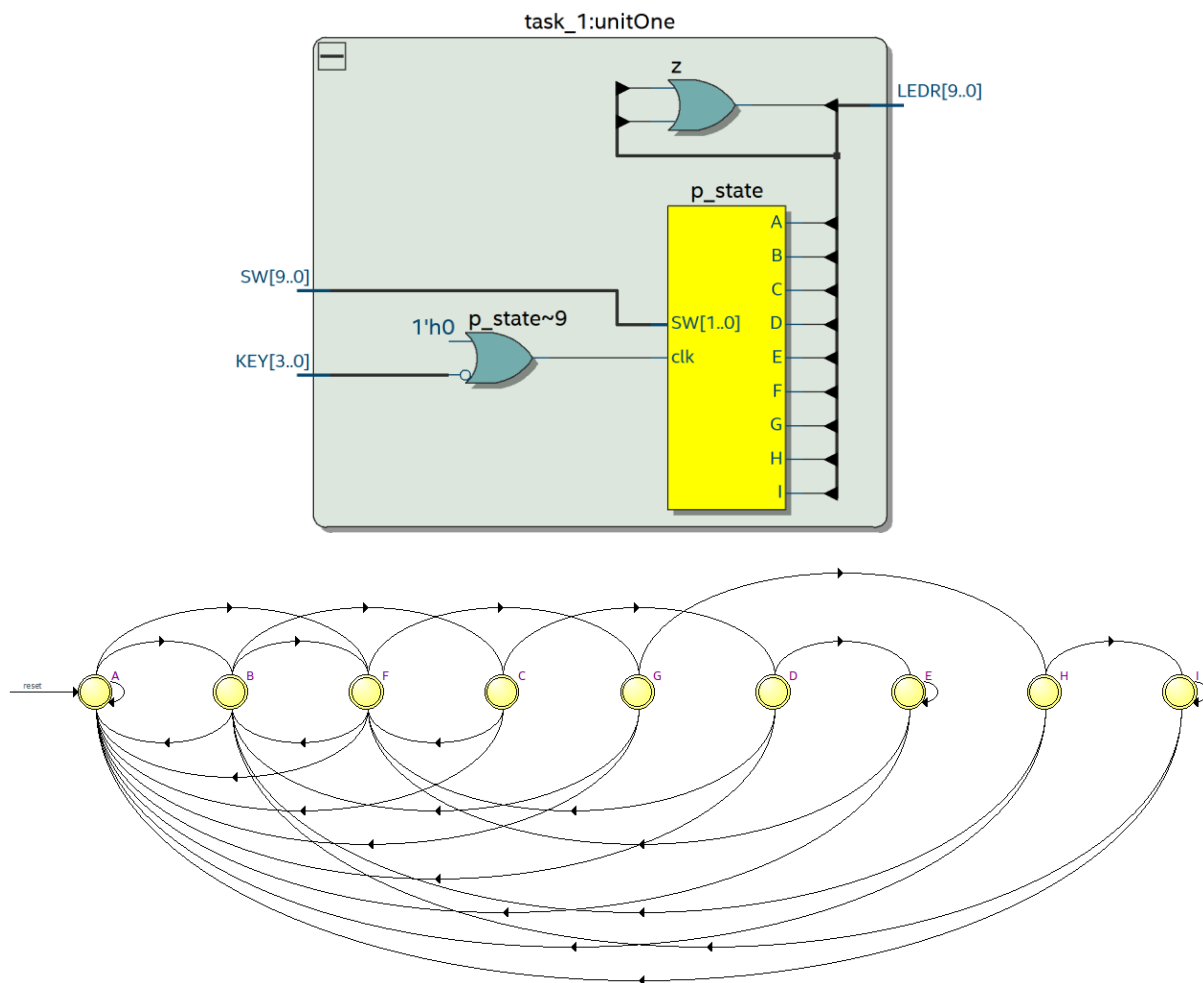 task_1:unitOne
z
LEDR[9..0]
p_state
A
B
SW[9..0]
C
1'h0
p_state~9
SW[1..0]
D
KEY[3..0]
clk
E
F
G
H
I
reset
A
B
F
C
G
D
E
H
I